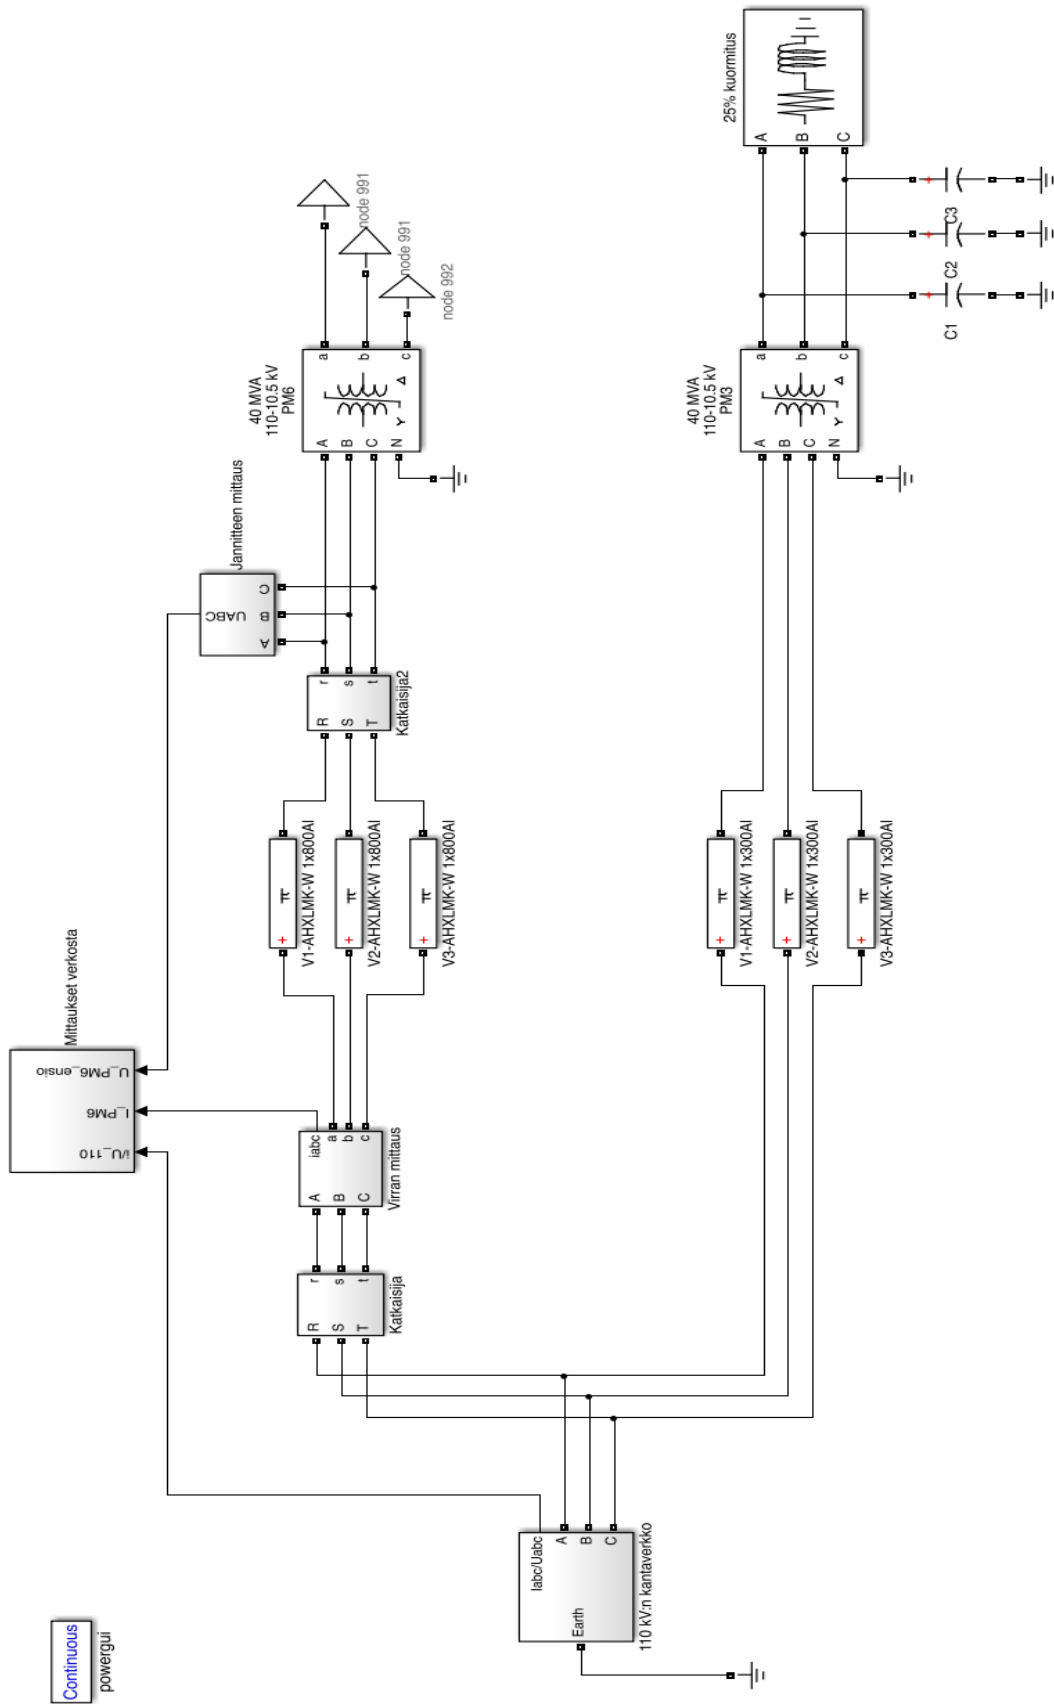 Continuous
powergui
Earth
Iabc/Uabc
A
B
C
110 kV:n kantaverkko
Mittaukset verkosta
i/U_110
I_PM6
U_PM6_ensio
R
S
T
r
s
t
Katkaisija
A
B
C
iabc
a
b
c
Virran mittaus
+
π
V1-AHXLMK-W 1x800Al
+
π
V2-AHXLMK-W 1x800Al
+
π
V3-AHXLMK-W 1x800Al
R
S
T
r
s
t
Katkaisija2
Jannitteen mittaus
UABC
A
B
C
40 MVA
110-10.5 kV
PM6
A
B
C
N
Y
Δ
a
b
c
node 991
node 991
node 992
+
π
V1-AHXLMK-W 1x300Al
+
π
V2-AHXLMK-W 1x300Al
+
π
V3-AHXLMK-W 1x300Al
40 MVA
110-10.5 kV
PM3
A
B
C
N
Y
Δ
a
b
c
25% kuormitus
A
B
C
+
C1
+
C2
+
C3